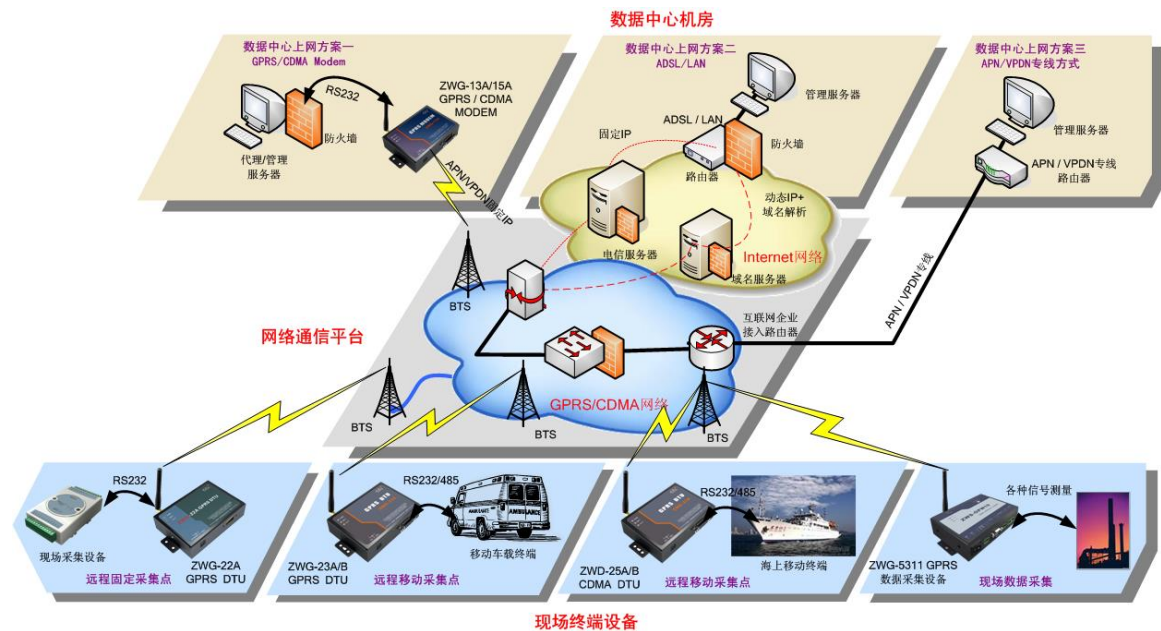 数据中心机房
数据中心上网方案一
GPRS/CDMA Modem
RS232
ZWG-13A/15A
GPRS / CDMA
MODEM
防火墙
代理/管理
服务器
APN/VPDN固定IP
数据中心上网方案二
ADSL/LAN
管理服务器
ADSL / LAN
固定IP
防火墙
路由器
动态IP+
域名解析
电信服务器
Internet网络
域名服务器
数据中心上网方案三
APN/VPDN专线方式
管理服务器
APN / VPDN专线
路由器
APN / VPDN专线
BTS
网络通信平台
互联网企业
接入路由器
GPRS/CDMA网络
BTS
BTS
BTS
RS232
现场采集设备
ZWG-22A
GPRS DTU
远程固定采集点
RS232/485
移动车载终端
AMBULANCE
ZWG-23A/B
GPRS DTU
远程移动采集点
RS232/485
海上移动终端
ZWD-25A/B
CDMA DTU
远程移动采集点
各种信号测量
ZWG-5311 GPRS
数据采集设备
现场数据采集
现场终端设备